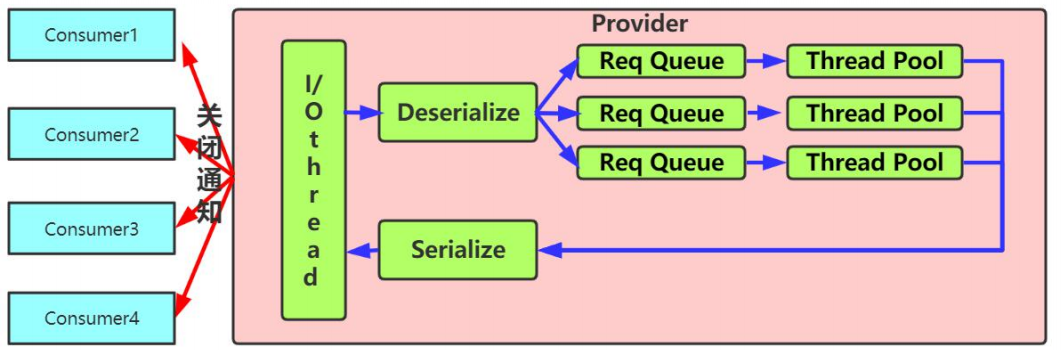 Consumer1
Consumer2
Consumer3
Consumer4
关闭通知
Provider
I/Othread
Deserialize
Req Queue
Thread Pool
Req Queue
Thread Pool
Req Queue
Thread Pool
Serialize